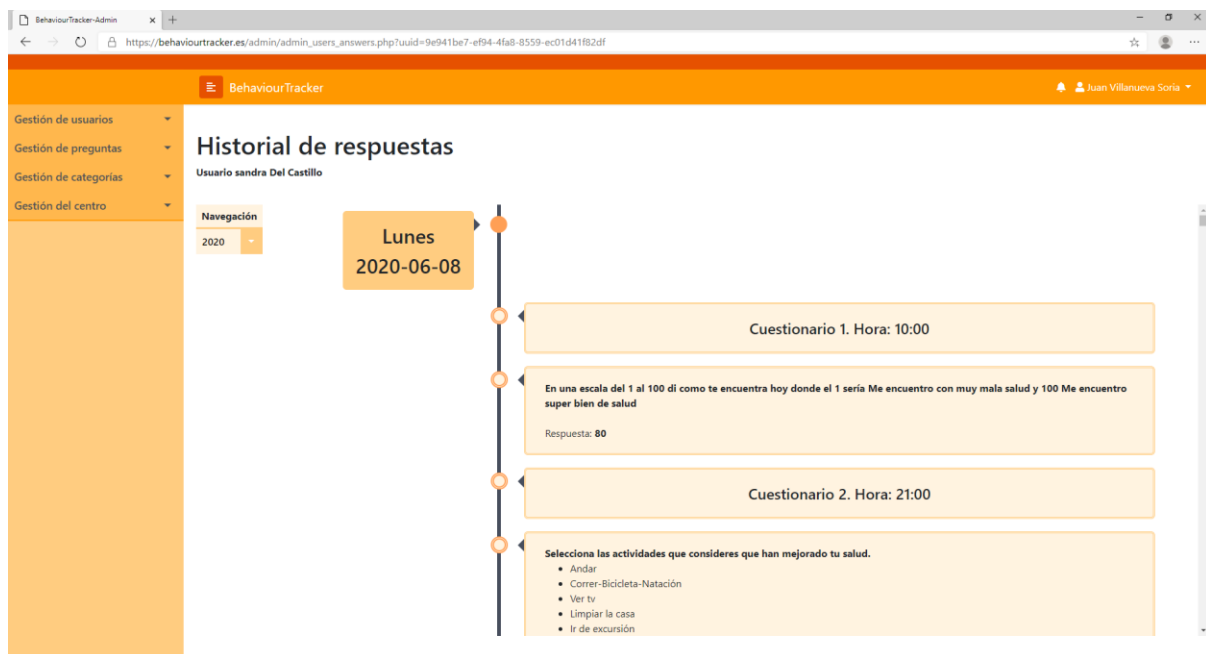 BehaviourTracker-Admin
https://behaviourtracker.es/admin/admin_users_answers.php?uuid=9e941be7-ef94-4fa8-8559-ec01d41f82df
BehaviourTracker
Juan Villanueva Soria
Gestión de usuarios
Gestión de preguntas
Gestión de categorías
Gestión del centro
Historial de respuestas
Usuario sandra Del Castillo
Navegación
2020
Lunes
2020-06-08
Cuestionario 1. Hora: 10:00
En una escala del 1 al 100 di como te encuentra hoy donde el 1 sería Me encuentro con muy mala salud y 100 Me encuentro
super bien de salud
Respuesta: 80
Cuestionario 2. Hora: 21:00
Selecciona las actividades que consideres que han mejorado tu salud.
• Andar
• Correr-Bicicleta-Natación
• Ver tv
• Limpiar la casa
• Ir de excursión